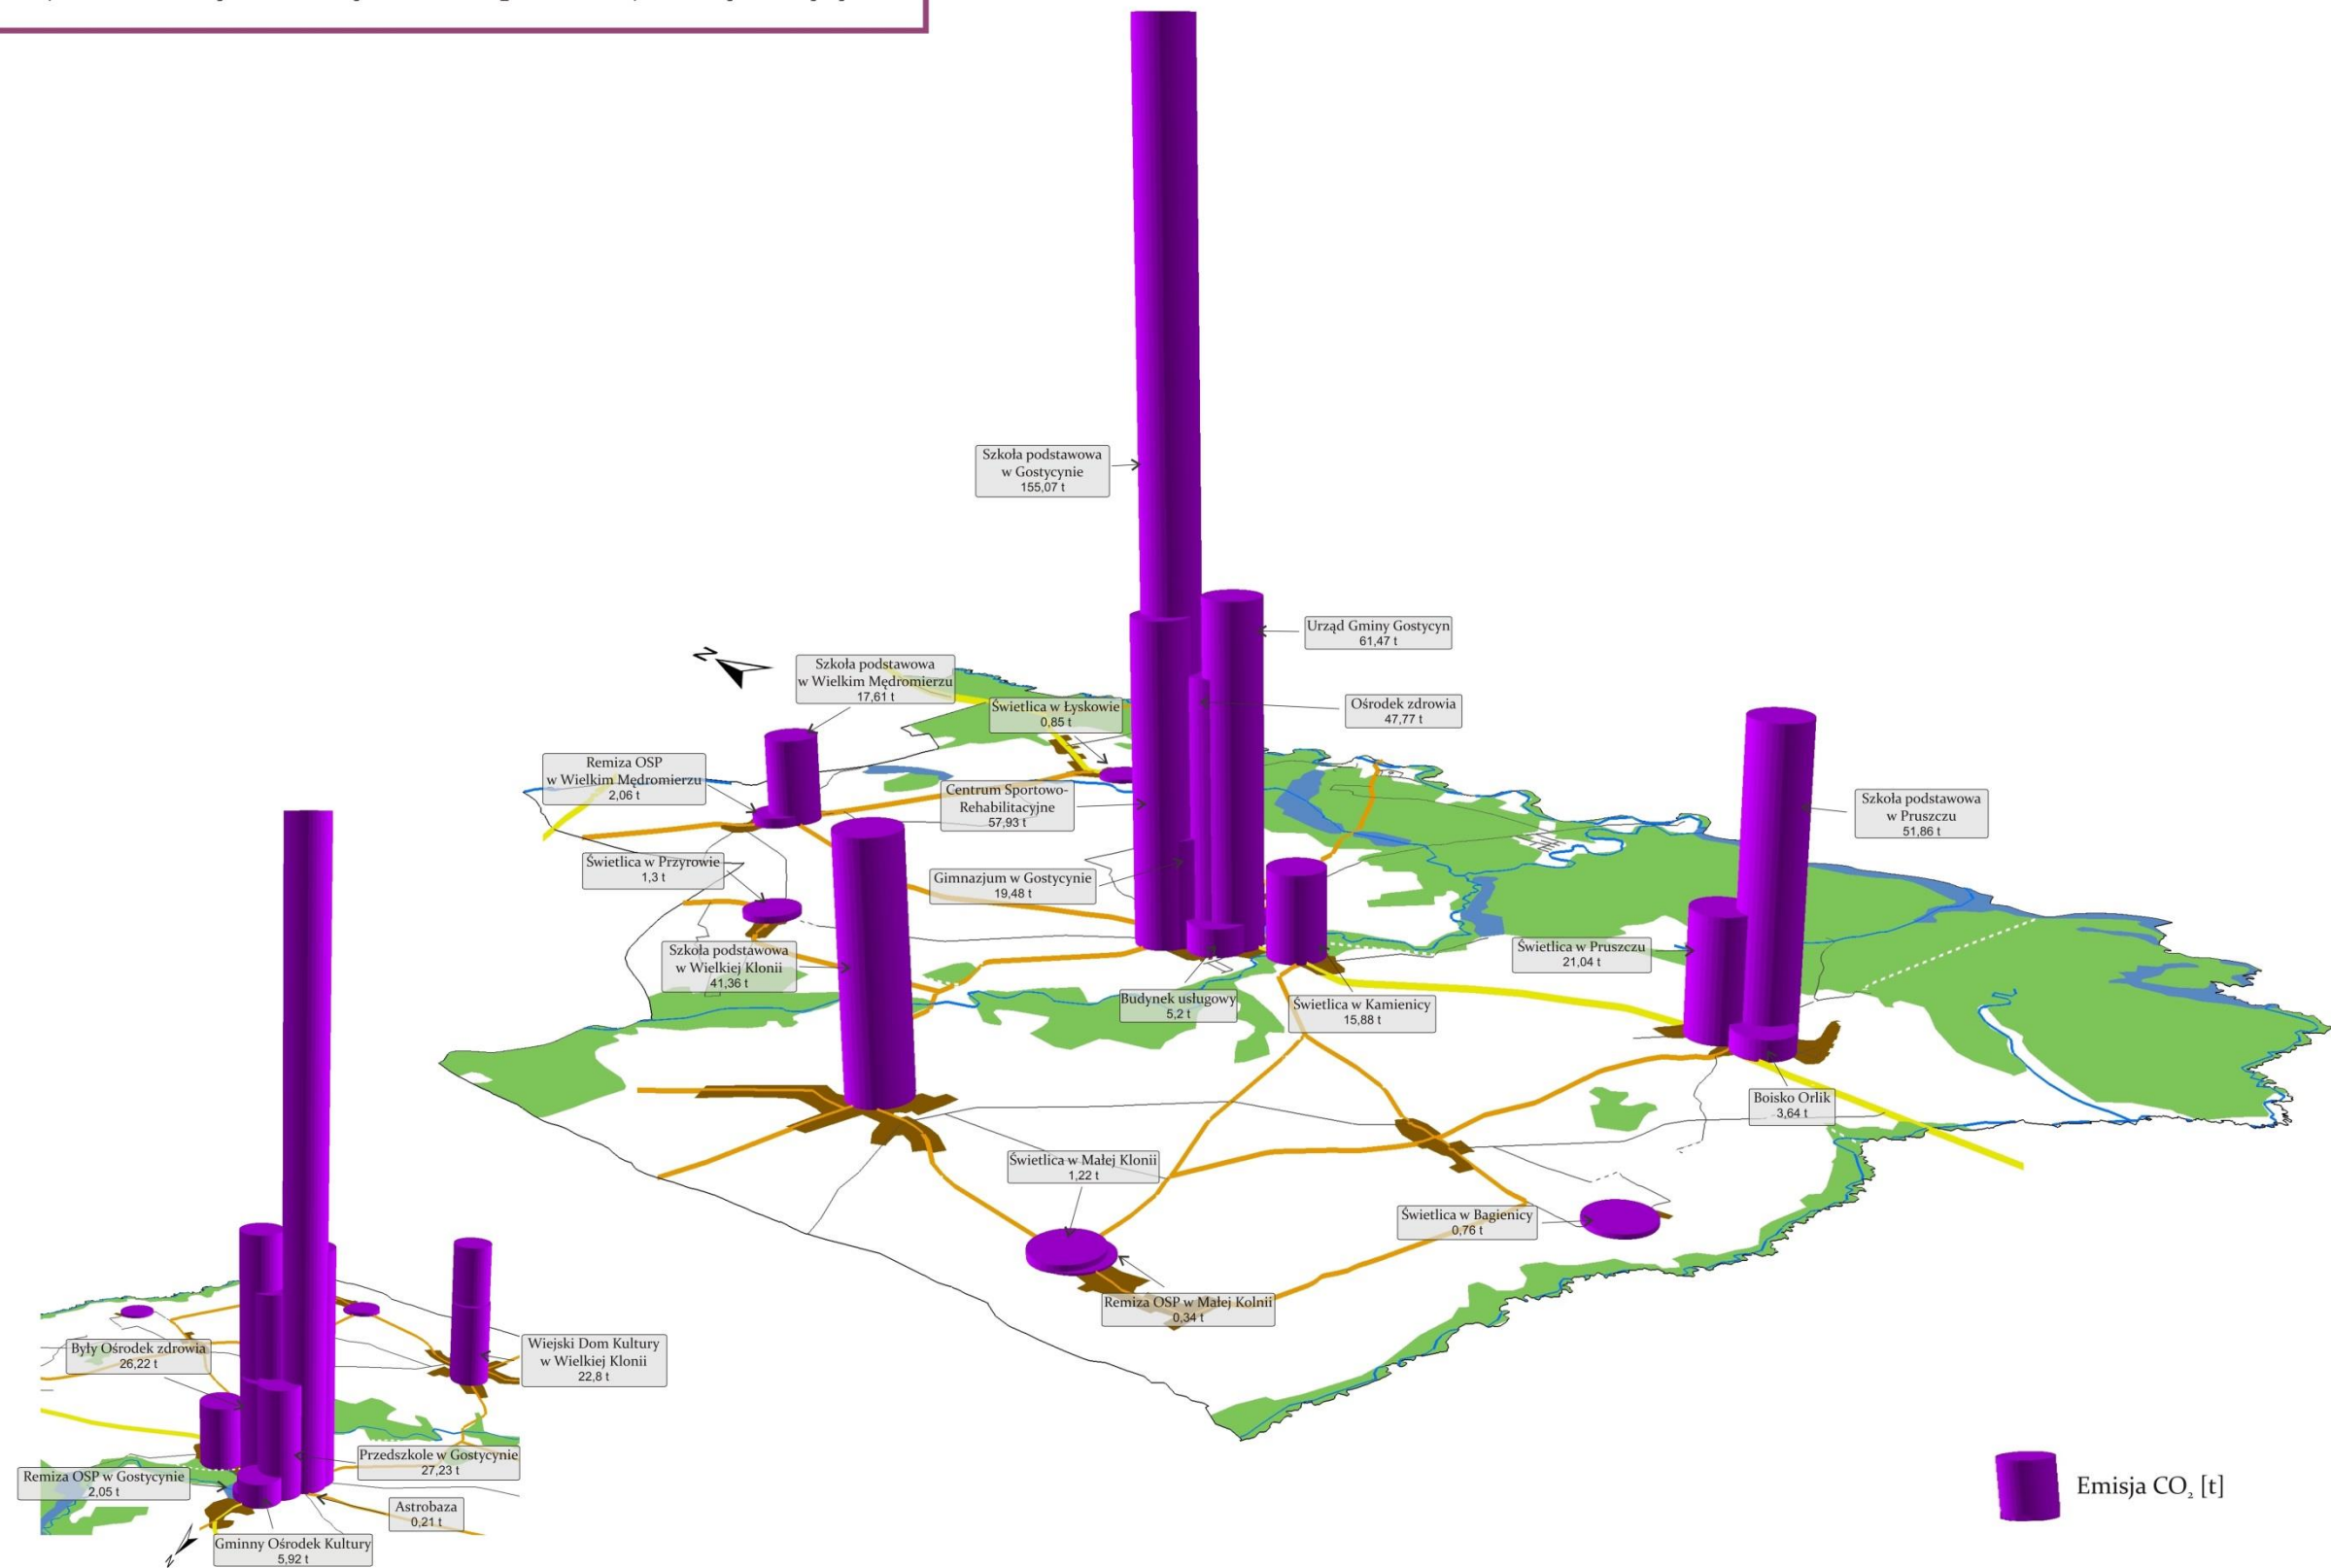 Szkoła podstawowa
w Gostycynie
155,07 t
Urząd Gminy Gostycyn
61,47 t
Szkoła podstawowa
w Wielkim Mędromierzu
17,61 t
Świetlica w Łyskowie
0,85 t
Ośrodek zdrowia
47,77 t
Remiza OSP
w Wielkim Mędromierzu
2,06 t
Centrum Sportowo-
Rehabilitacyjne
57,93 t
Szkoła podstawowa
w Pruszczu
51,86 t
Świetlica w Przyrowie
1,3 t
Gimnazjum w Gostycynie
19,48 t
Szkoła podstawowa
w Wielkiej Klonii
41,36 t
Świetlica w Pruszczu
21,04 t
Budynek usługowy
5,2 t
Świetlica w Kamienicy
15,88 t
Boisko Orlik
3,64 t
Świetlica w Małej Klonii
1,22 t
Świetlica w Bagienicy
0,76 t
Remiza OSP w Małej Kolnii
0,34 t
N
Były Ośrodek zdrowia
26,22 t
Wiejski Dom Kultury
w Wielkiej Klonii
22,8 t
Przedszkole w Gostycynie
27,23 t
Remiza OSP w Gostycynie
2,05 t
Astrobaza
0,21 t
Gminny Ośrodek Kultury
5,92 t
N
Emisja CO₂ [t]